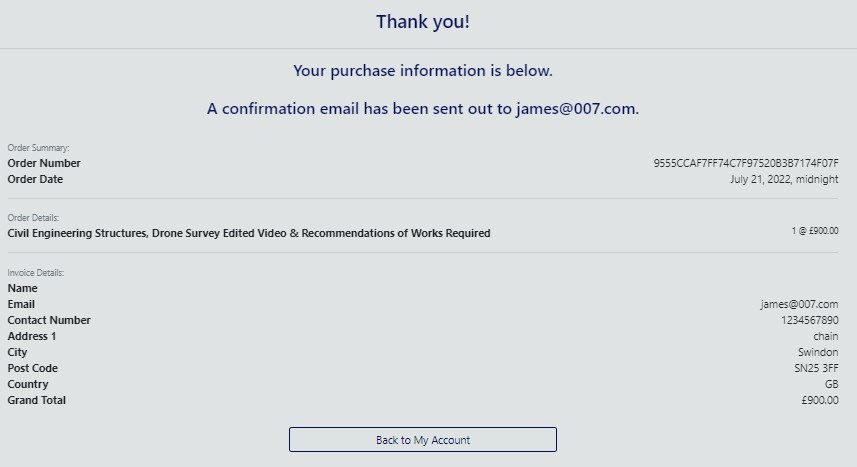 Thank you!
Your purchase information is below.
A confirmation email has been sent out to james@007.com.
Order Summary:
Order Number 9555CCAF7FF74C7F97520B3B7174F07F
Order Date July 21, 2022, midnight
Order Details:
Civil Engineering Structures, Drone Survey Edited Video & Recommendations of Works Required 1 @ £900.00
Invoice Details:
Name
Email james@007.com
Contact Number 1234567890
Address 1 chain
City Swindon
Post Code SN25 3FF
Country GB
Grand Total £900.00
Back to My Account